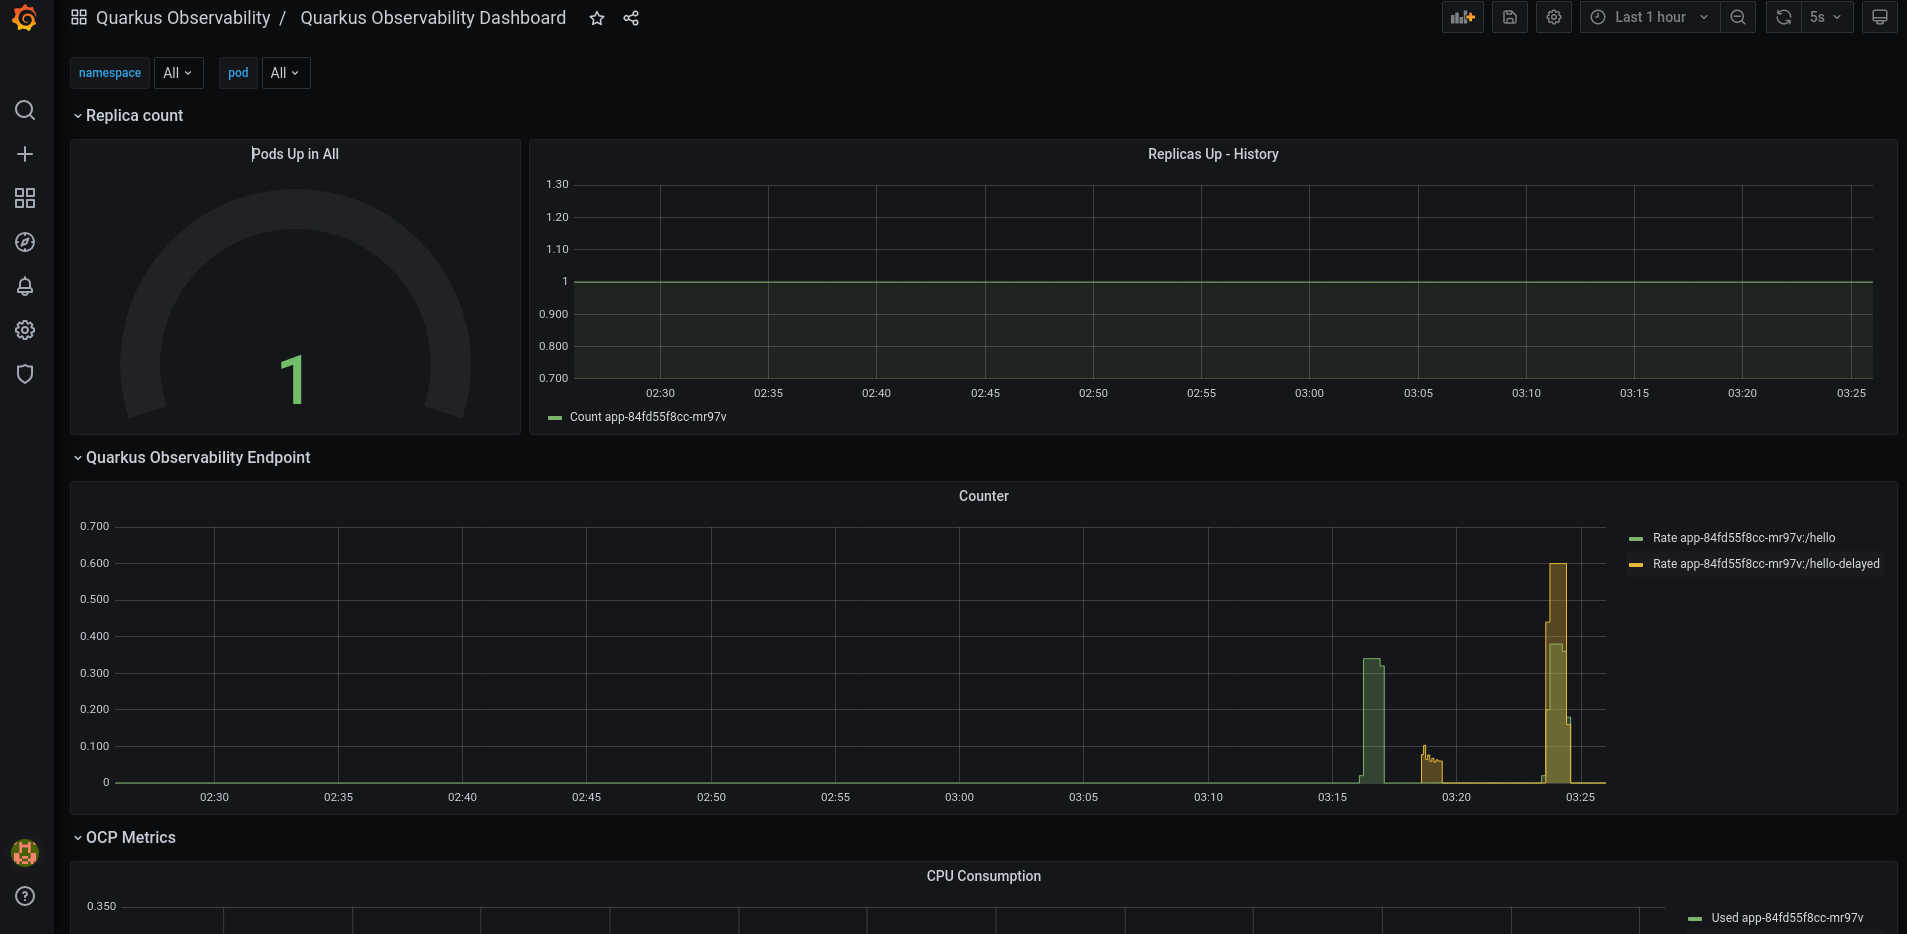 Quarkus Observability / Quarkus Observability Dashboard
Last 1 hour
5s
namespace All pod All
Replica count
Pods Up in All
1
Replicas Up - History
1.30
1.20
1.10
1
0.900
0.800
0.700
02:30 02:35 02:40 02:45 02:50 02:55 03:00 03:05 03:10 03:15 03:20 03:25
Count app-84fd55f8cc-mr97v
Quarkus Observability Endpoint
Counter
0.700
0.600
0.500
0.400
0.300
0.200
0.100
0
02:30 02:35 02:40 02:45 02:50 02:55 03:00 03:05 03:10 03:15 03:20 03:25
Rate app-84fd55f8cc-mr97v:/hello
Rate app-84fd55f8cc-mr97v:/hello-delayed
OCP Metrics
CPU Consumption
0.350
Used app-84fd55f8cc-mr97v